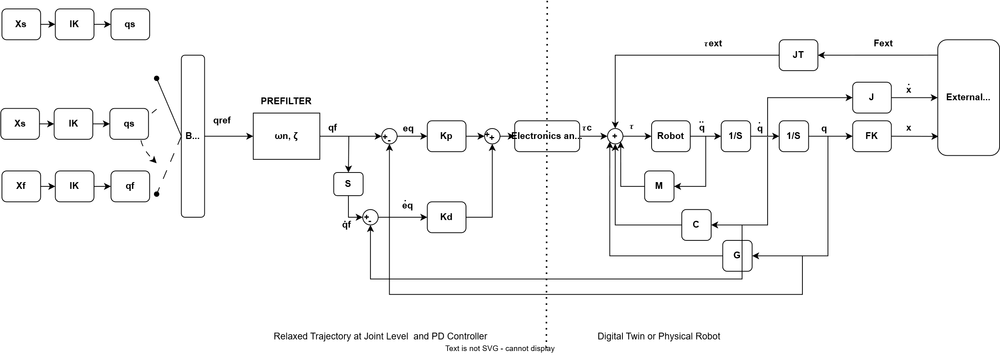 Xs
IK
qs
Xs
IK
qs
Xf
IK
qf
B...
qref
PREFILTER
ωn, ζ
qf
S
q̇f
+
-
+
-
eq
ėq
Kp
Kd
+
+
Electronics an...
τc
+
τ
Robot
q̈
1/S
q̇
1/S
q
FK
x
J
ẋ
External...
Fext
JT
τext
M
C
G
Relaxed Trajectory at Joint Level  and PD Controller
Digital Twin or Physical Robot
Text is not SVG - cannot display